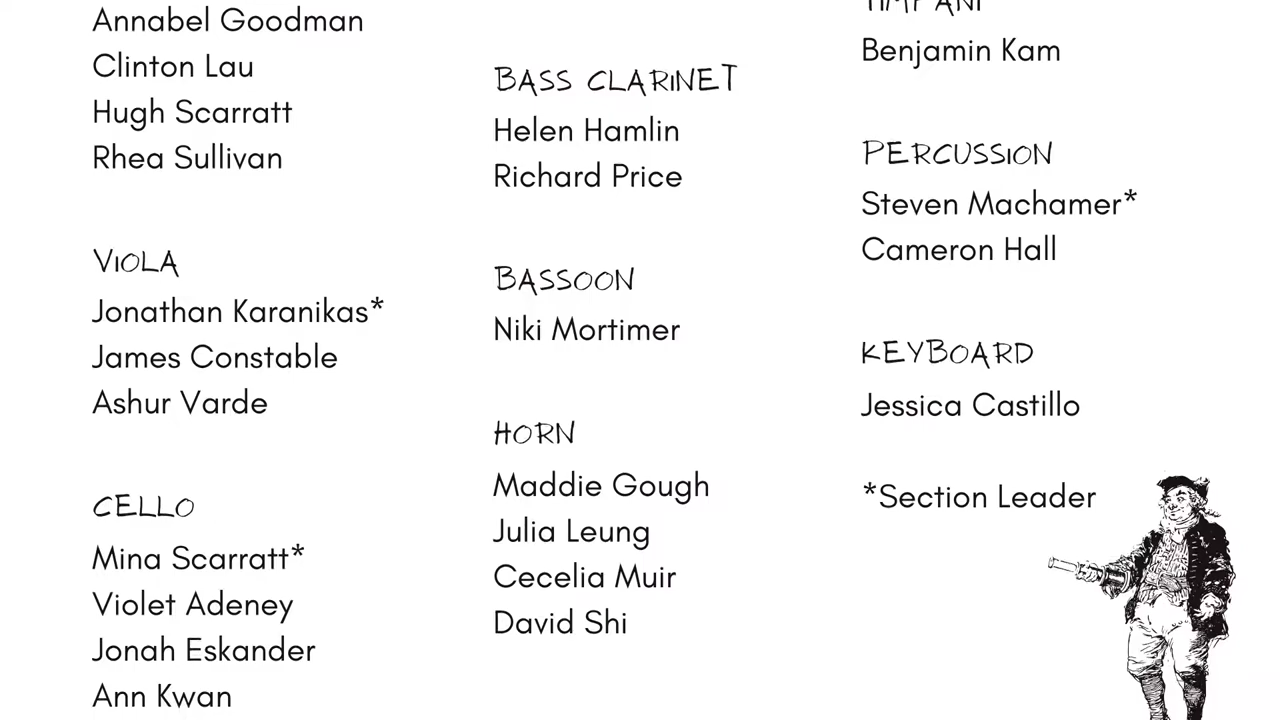 Annabel Goodman
Clinton Lau
Hugh Scarratt
Rhea Sullivan
VIOLA
Jonathan Karanikas*
James Constable
Ashur Varde
CELLO
Mina Scarratt*
Violet Adeney
Jonah Eskander
Ann Kwan
BASS CLARINET
Helen Hamlin
Richard Price
BASSOON
Niki Mortimer
HORN
Maddie Gough
Julia Leung
Cecelia Muir
David Shi
TIMPANI
Benjamin Kam
PERCUSSION
Steven Machamer*
Cameron Hall
KEYBOARD
Jessica Castillo
*Section Leader